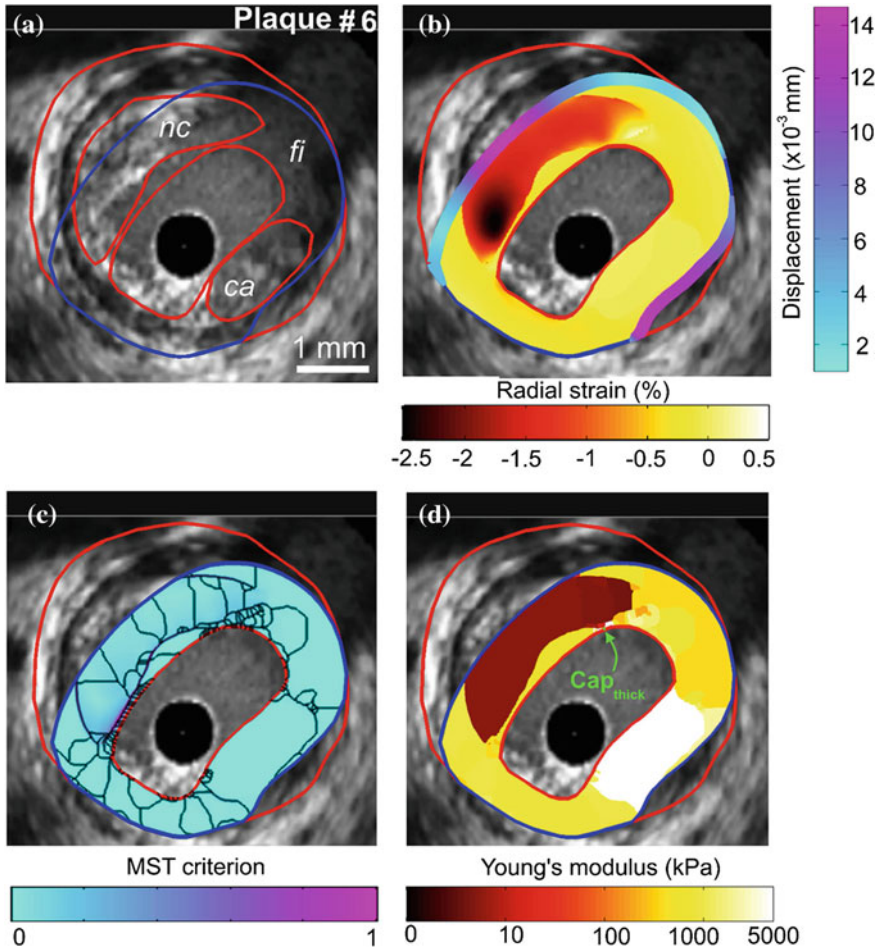 (a)
Plaque #6
nc
fi
ca
1 mm
(b)
Displacement (x10⁻³ mm)
14
12
10
8
6
4
2
Radial strain (%)
-2.5 -2 -1.5 -1 -0.5 0 0.5
(c)
MST criterion
0 1
(d)
Cap thick
Young's modulus (kPa)
0 10 100 1000 5000